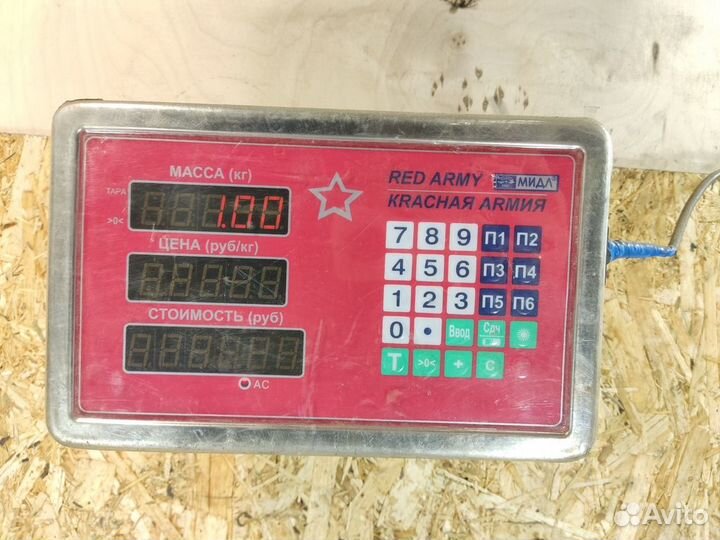 МАССА (кг)
ТАРА
>0<
1.00
ЦЕНА (руб/кг)
СТОИМОСТЬ (руб)
AC
RED ARMY МИДЛ
КРАСНАЯ АРМИЯ
7 8 9 П1 П2
4 5 6 П3 П4
1 2 3 П5 П6
0 • Ввод Сдч
T >0< + C
Avito